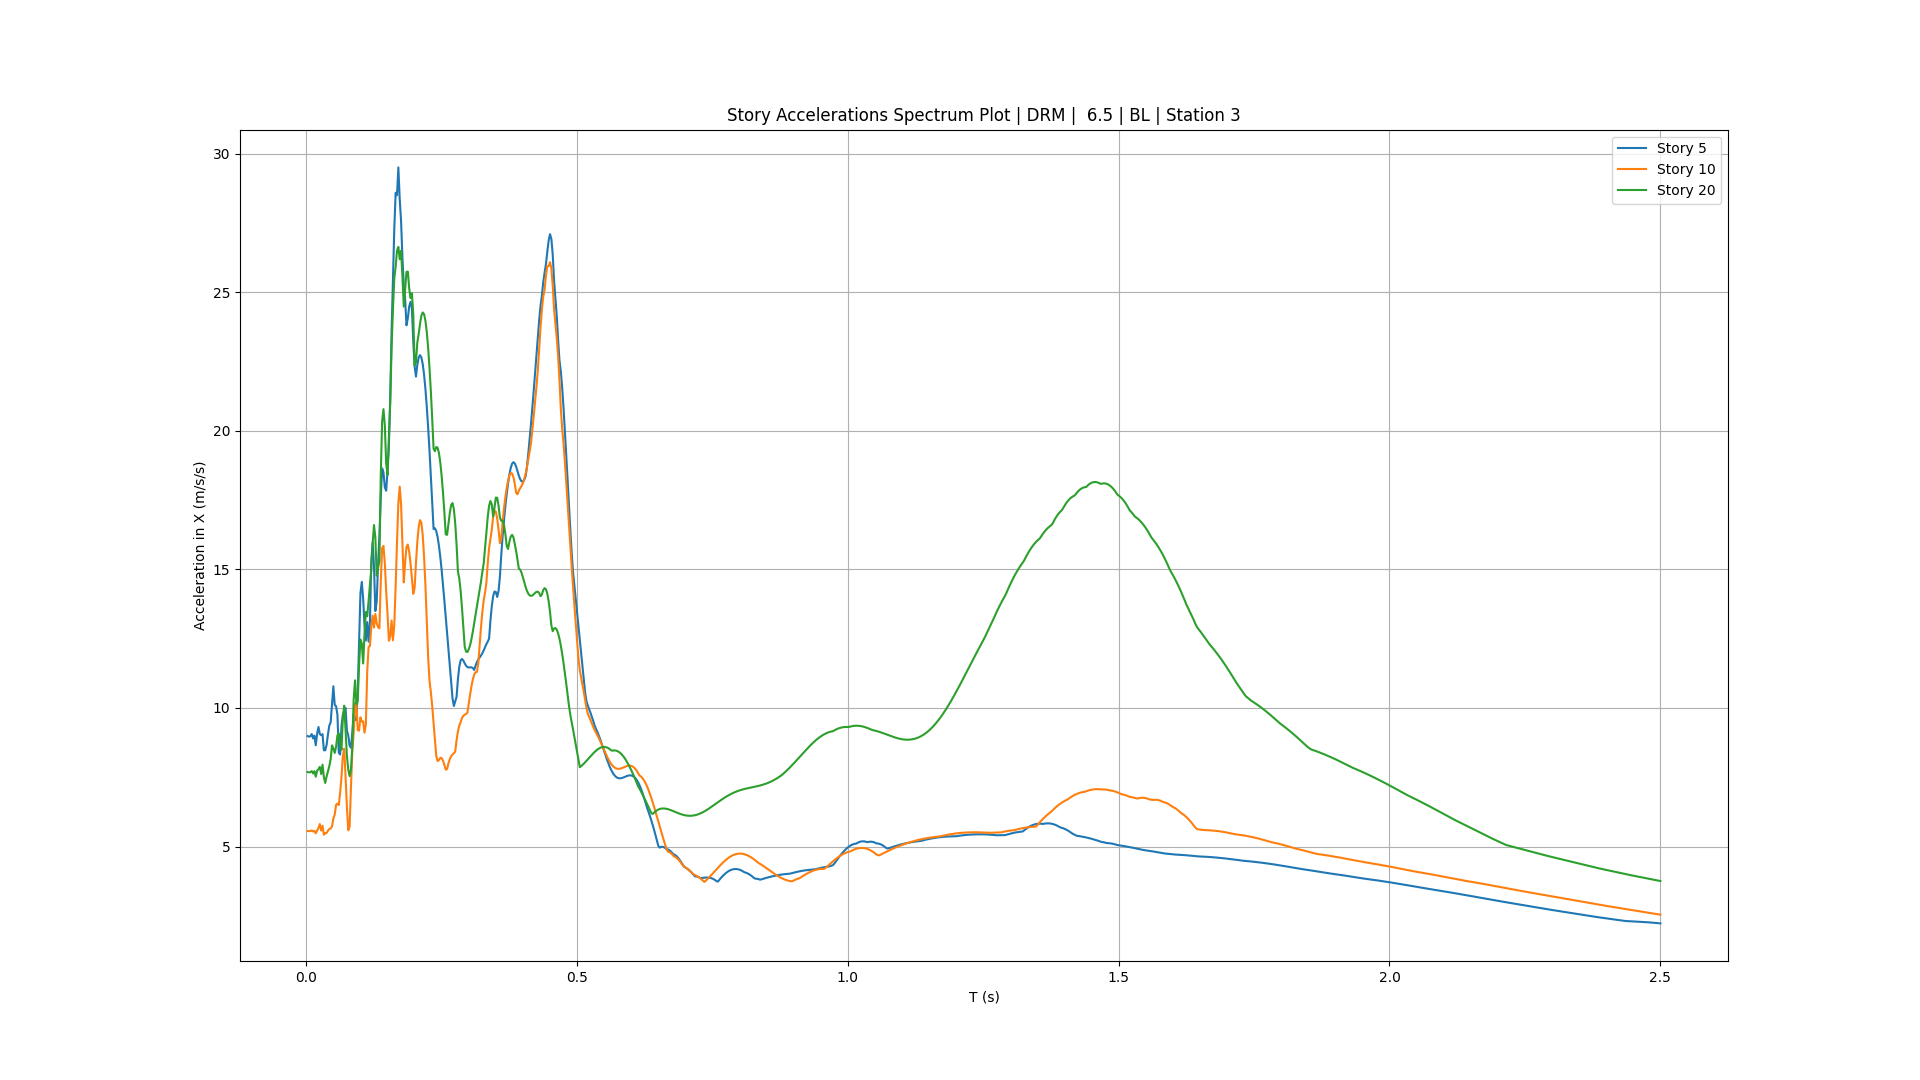 Story Accelerations Spectrum Plot | DRM |  6.5 | BL | Station 3
Story 5
Story 10
Story 20
Acceleration in X (m/s/s)
30
25
20
15
10
5
0.0
0.5
1.0
1.5
2.0
2.5
T (s)